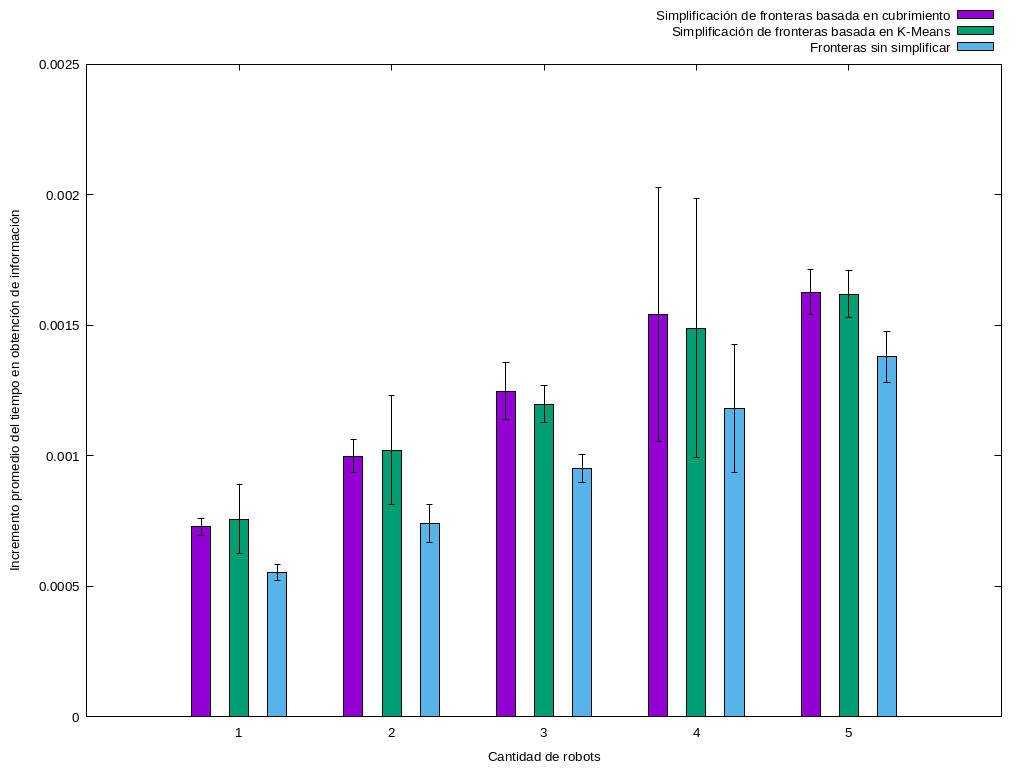 Simplificación de fronteras basada en cubrimiento
Simplificación de fronteras basada en K-Means
Fronteras sin simplificar
0.0025
0.002
0.0015
0.001
0.0005
0
Incremento promedio del tiempo en obtención de información
1 2 3 4 5
Cantidad de robots